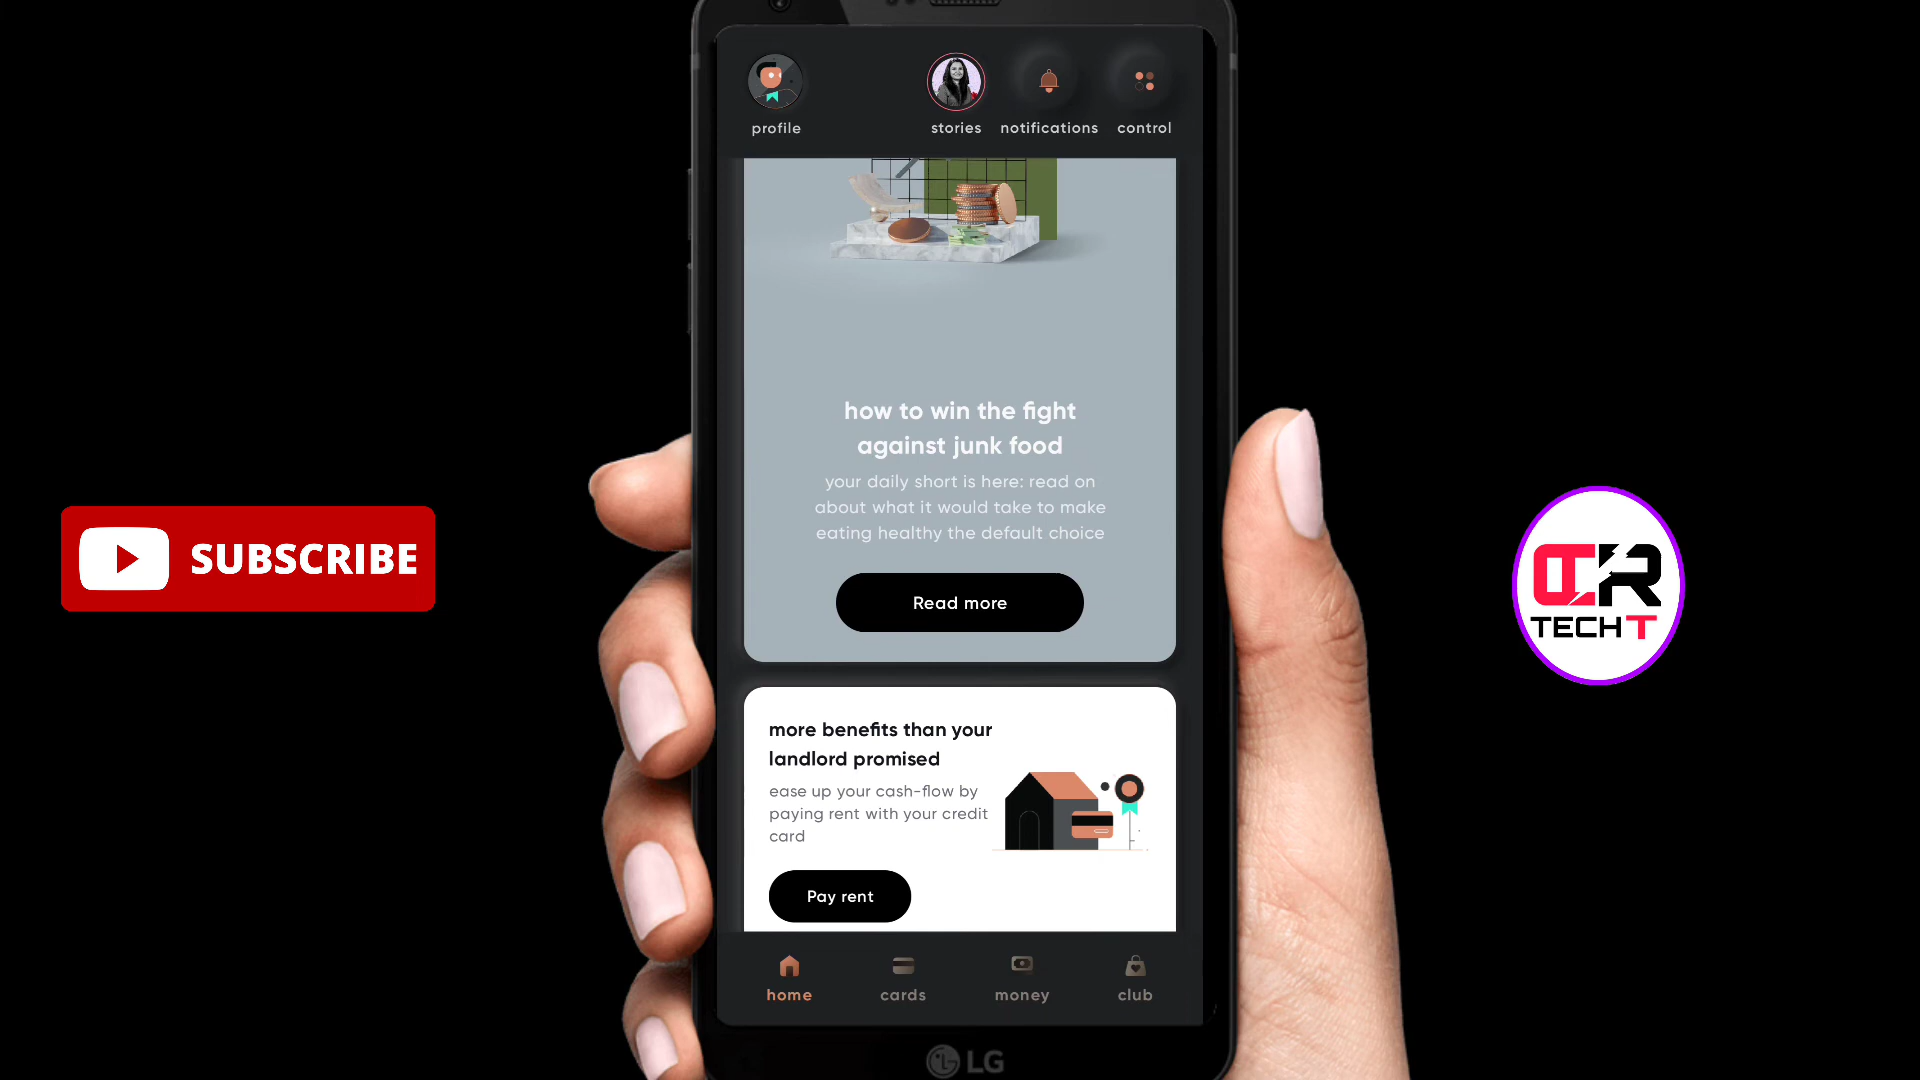 profile
stories
notifications
control
how to win the fight
against junk food
your daily short is here: read on
about what it would take to make
eating healthy the default choice
Read more
more benefits than your
landlord promised
ease up your cash-flow by
paying rent with your credit
card
Pay rent
home
cards
money
club
LG
SUBSCRIBE
TECH T